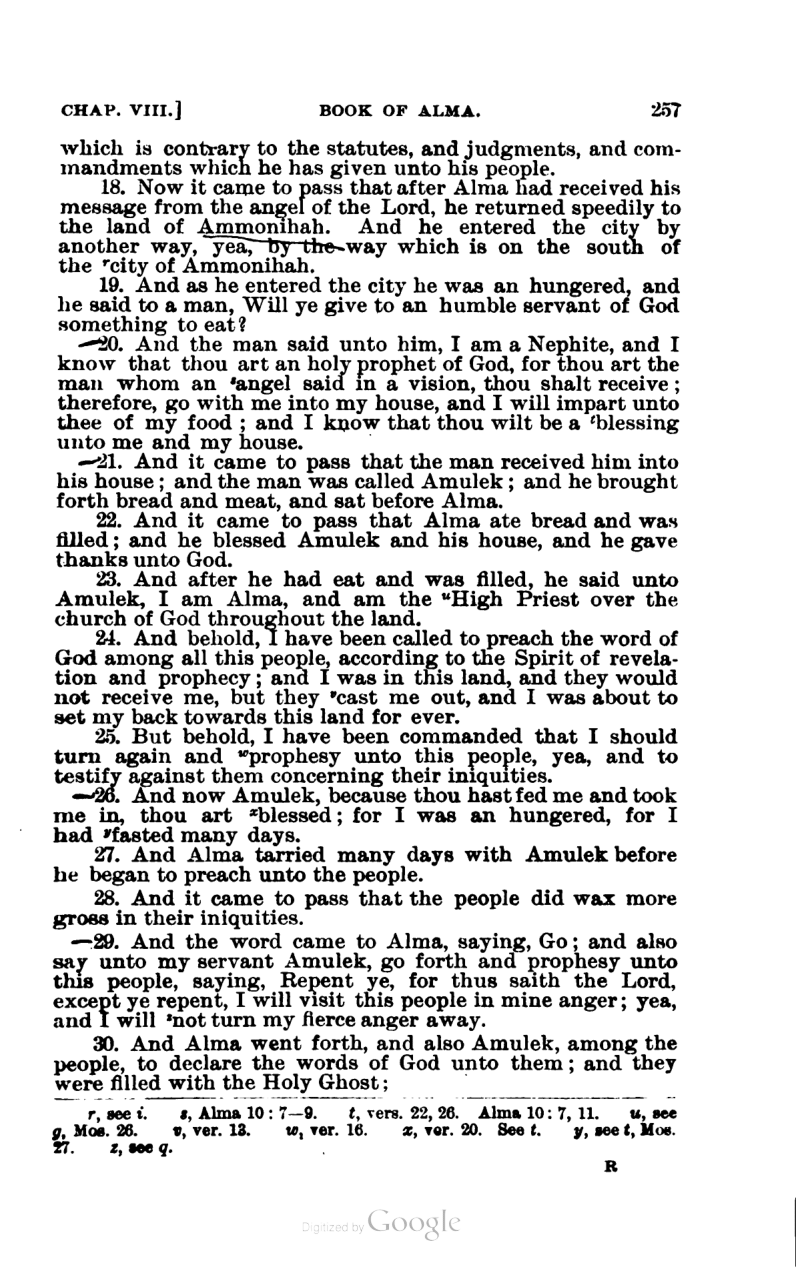 CHAP. VIII.] BOOK OF ALMA. 257
which is contrary to the statutes, and judgments, and com-
mandments which he has given unto his people.
18. Now it came to pass that after Alma had received his
message from the angel of the Lord, he returned speedily to
the land of Ammonihah. And he entered the city by
another way, yea, by the way which is on the south of
the ʳcity of Ammonihah.
19. And as he entered the city he was an hungered, and
he said to a man, Will ye give to an humble servant of God
something to eat?
—20. And the man said unto him, I am a Nephite, and I
know that thou art an holy prophet of God, for thou art the
man whom an ˢangel said in a vision, thou shalt receive;
therefore, go with me into my house, and I will impart unto
thee of my food; and I know that thou wilt be a ᵗblessing
unto me and my house.
—21. And it came to pass that the man received him into
his house; and the man was called Amulek; and he brought
forth bread and meat, and sat before Alma.
22. And it came to pass that Alma ate bread and was
filled; and he blessed Amulek and his house, and he gave
thanks unto God.
23. And after he had eat and was filled, he said unto
Amulek, I am Alma, and am the ᵘHigh Priest over the
church of God throughout the land.
24. And behold, I have been called to preach the word of
God among all this people, according to the Spirit of revela-
tion and prophecy; and I was in this land, and they would
not receive me, but they ᵛcast me out, and I was about to
set my back towards this land for ever.
25. But behold, I have been commanded that I should
turn again and ʷprophesy unto this people, yea, and to
testify against them concerning their iniquities.
—26. And now Amulek, because thou hast fed me and took
me in, thou art ˣblessed; for I was an hungered, for I
had ʸfasted many days.
27. And Alma tarried many days with Amulek before
he began to preach unto the people.
28. And it came to pass that the people did wax more
gross in their iniquities.
—29. And the word came to Alma, saying, Go; and also
say unto my servant Amulek, go forth and prophesy unto
this people, saying, Repent ye, for thus saith the Lord,
except ye repent, I will visit this people in mine anger; yea,
and I will ᶻnot turn my fierce anger away.
30. And Alma went forth, and also Amulek, among the
people, to declare the words of God unto them; and they
were filled with the Holy Ghost;
r, see i. s, Alma 10: 7—9. t, vers. 22, 26. Alma 10: 7, 11. u, see
g, Mos. 26. v, ver. 13. w, ver. 16. x, ver. 20. See t. y, see t, Mos.
27. z, see q.
R
Digitized by Google